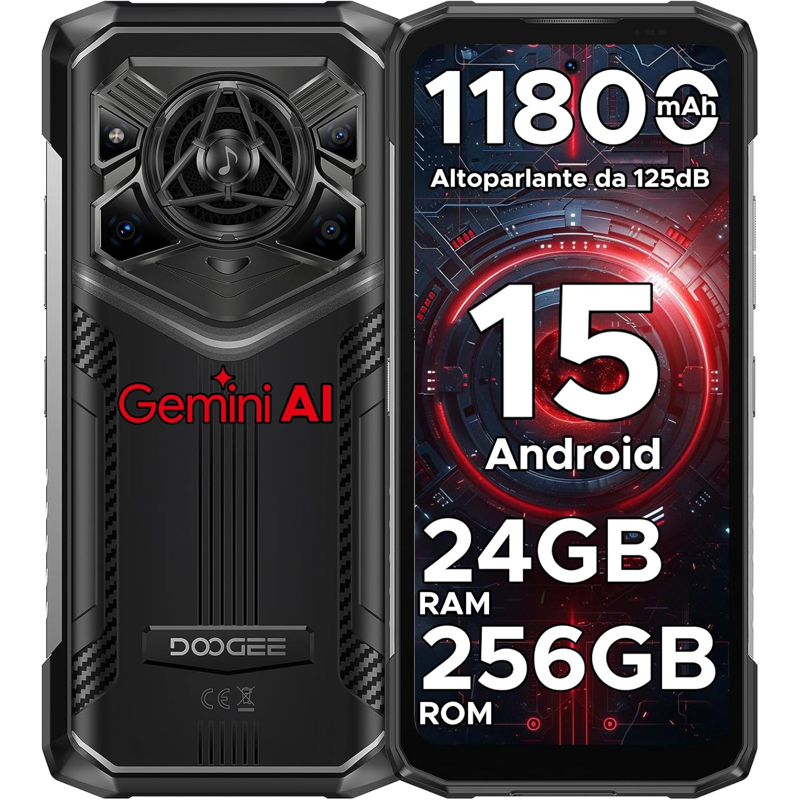 Gemini AI
DOOGEE
CE
11800 mAh
Altoparlante da 125dB
15
Android
24GB
RAM
256GB
ROM